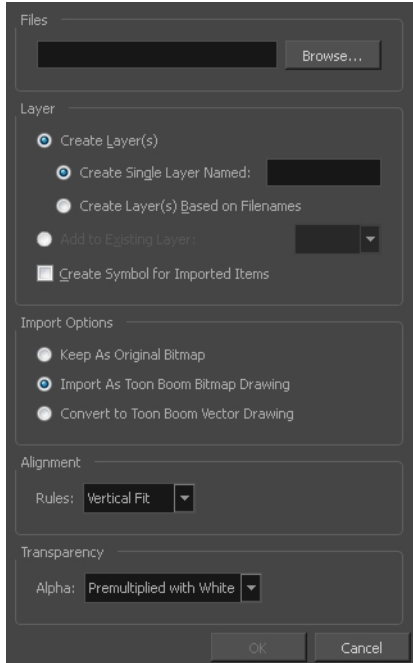 Files
Browse...
Layer
Create Layer(s)
Create Single Layer Named:
Create Layer(s) Based on Filenames
Add to Existing Layer:
Create Symbol for Imported Items
Import Options
Keep As Original Bitmap
Import As Toon Boom Bitmap Drawing
Convert to Toon Boom Vector Drawing
Alignment
Rules: Vertical Fit
Transparency
Alpha: Premultiplied with White
OK Cancel